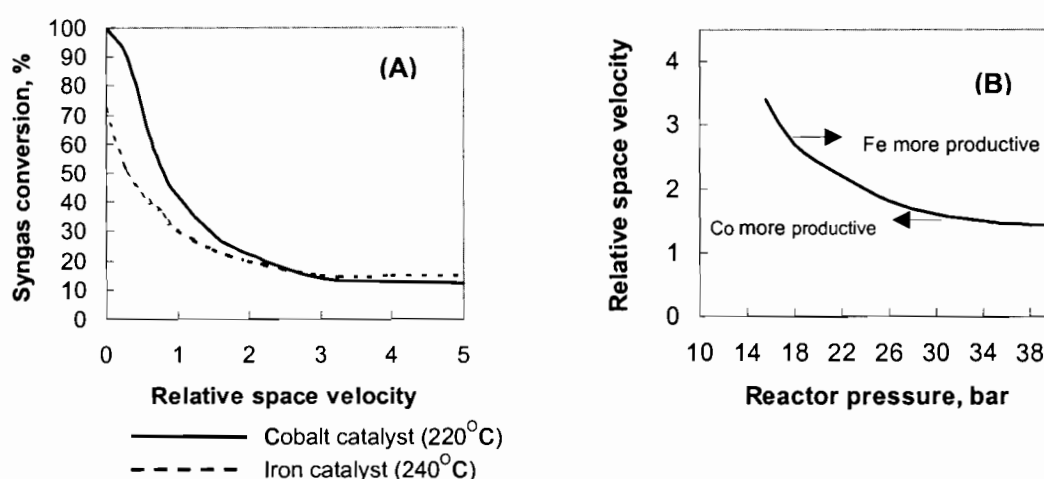 (A)
Syngas conversion, %
100
90
80
70
60
50
40
30
20
10
0
0 1 2 3 4 5
Relative space velocity
Cobalt catalyst (220°C)
Iron catalyst (240°C)
(B)
Relative space velocity
4
3
2
1
0
Fe more productive
Co more productive
10 14 18 22 26 30 34 38
Reactor pressure, bar